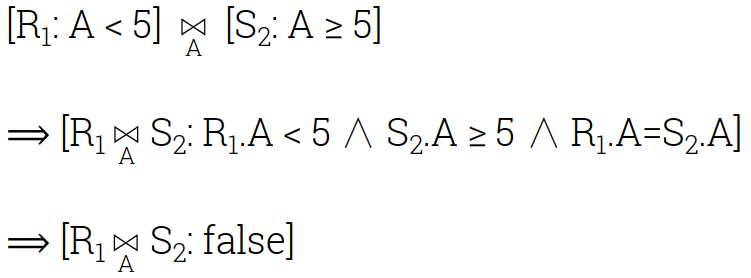 [R₁: A < 5] ⋈_A [S₂: A ≥ 5]
⟹ [R₁ ⋈_A S₂: R₁.A < 5 ∧ S₂.A ≥ 5 ∧ R₁.A=S₂.A]
⟹ [R₁ ⋈_A S₂: false]